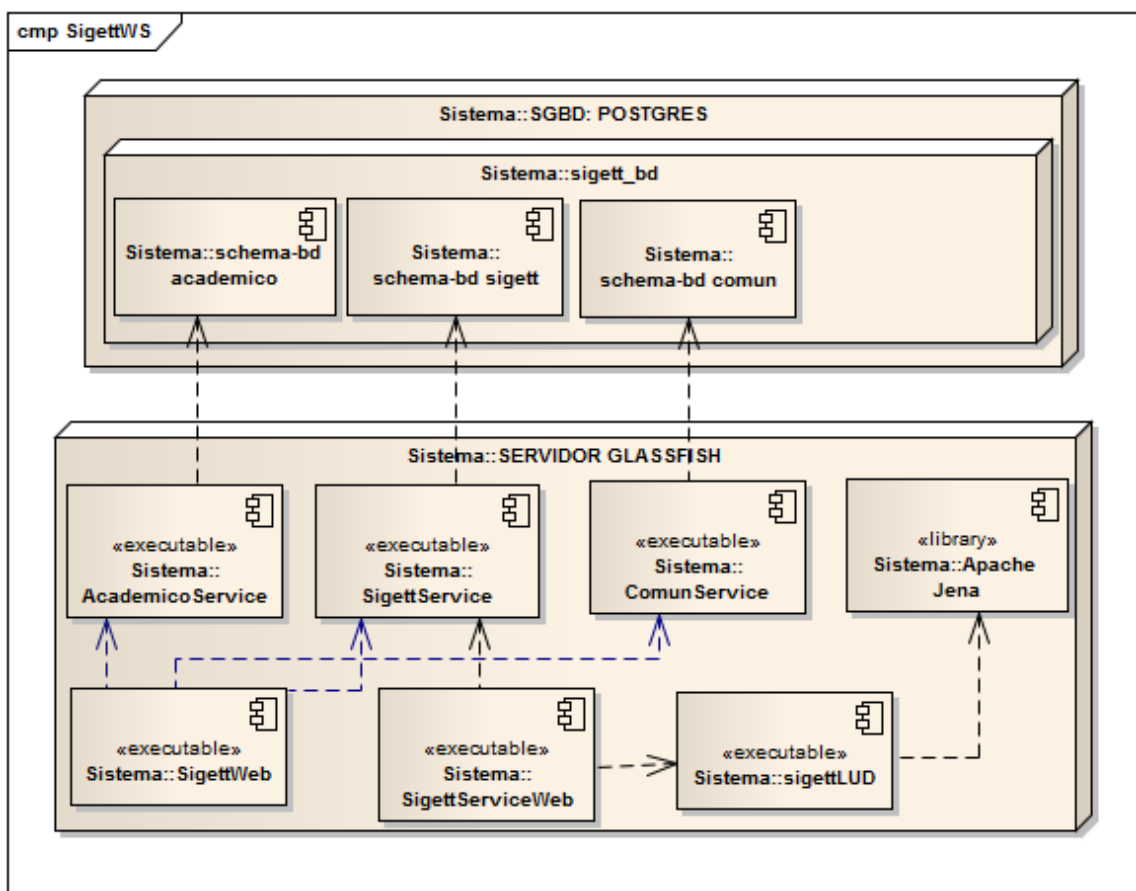 cmp SigettWS
Sistema::SGBD: POSTGRES
Sistema::sigett_bd
Sistema::schema-bd
academico
Sistema::
schema-bd sigett
Sistema::
schema-bd comun
Sistema::SERVIDOR GLASSFISH
«executable»
Sistema::
AcademicoService
«executable»
Sistema::
SigettService
«executable»
Sistema::
ComunService
«library»
Sistema::Apache
Jena
«executable»
Sistema::SigettWeb
«executable»
Sistema::
SigettServiceWeb
«executable»
Sistema::sigettLUD